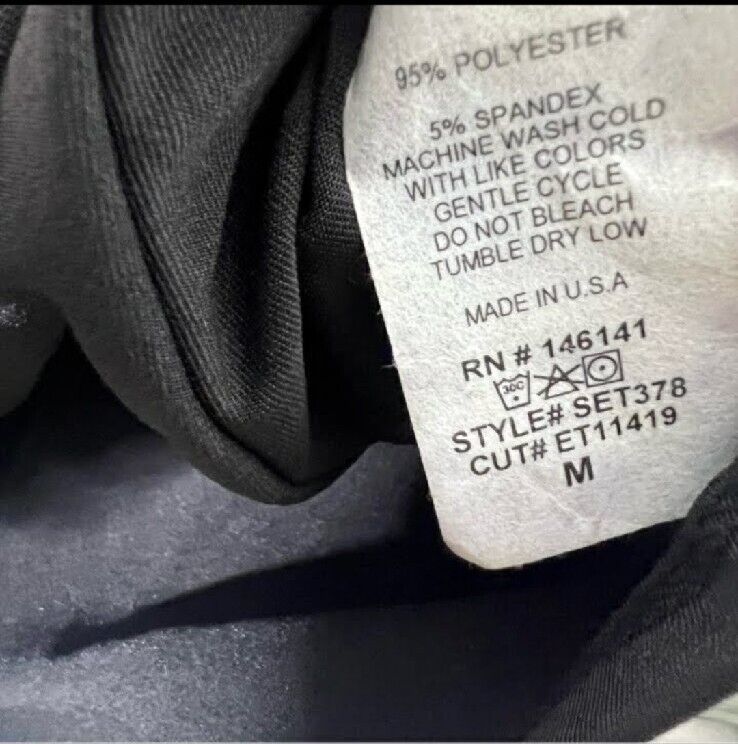 95% POLYESTER
5% SPANDEX
MACHINE WASH COLD
WITH LIKE COLORS
GENTLE CYCLE
DO NOT BLEACH
TUMBLE DRY LOW
MADE IN U.S.A
RN # 146141
30C
STYLE# SET378
CUT# ET11419
M